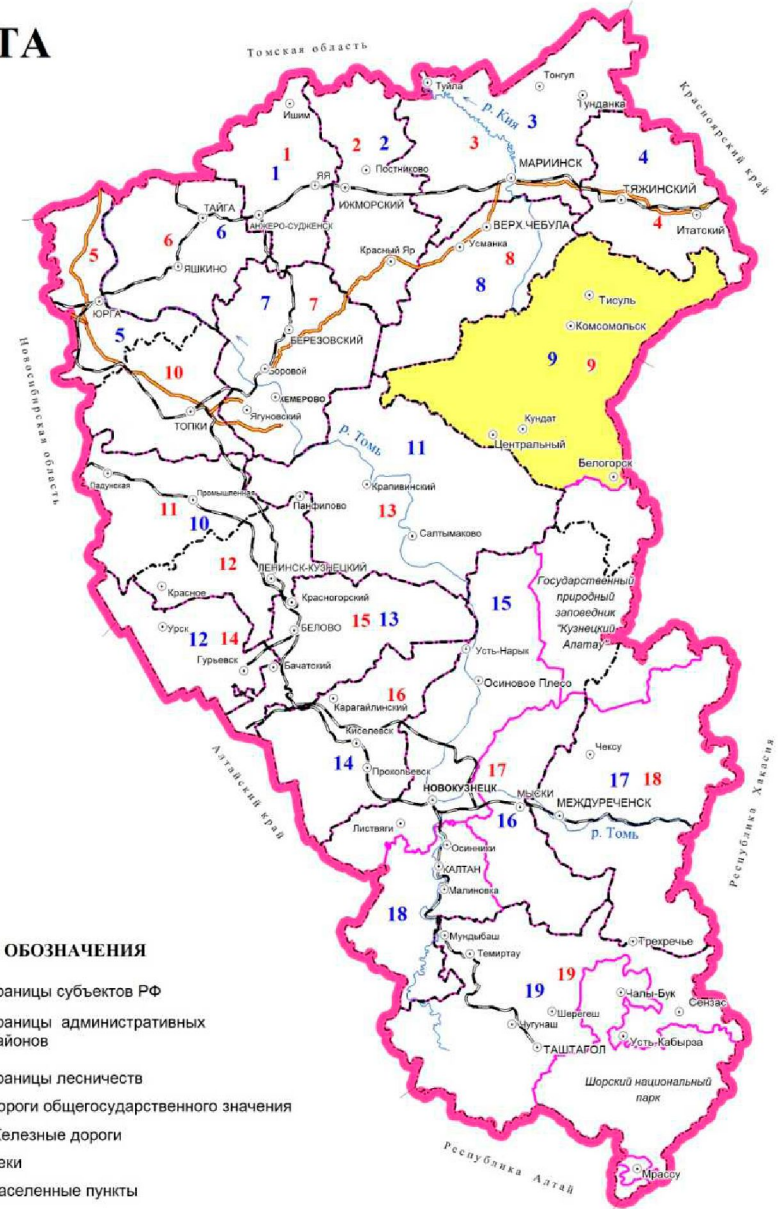 ТА
Томская область
Красноярский край
Новосибирская область
Алтайский край
Республика Хакасия
Республика Алтай
р. Кия
Туйла
Тонгул
Тунданка
Ишим
1
1
2
2
Постниково
3
3
4
ЯЯ
ИЖМОРСКИЙ
МАРИИНСК
ТЯЖИНСКИЙ
4
Итатский
ТАЙГА
АНЖЕРО-СУДЖЕНСК
6
6
ЯШКИНО
5
ЮРГА
5
Красный Яр
Усманка
ВЕРХ.ЧЕБУЛА
8
8
7
7
БЕРЕЗОВСКИЙ
Боровой
КЕМЕРОВО
Ягуновский
10
ТОПКИ
Тисуль
Комсомольск
9
9
Кундат
Центральный
Белогорск
р. Томь
11
Крапивинский
13
Салтымаково
Падунская
Промышленная
Панфилово
11
10
12
ЛЕНИНСК-КУЗНЕЦКИЙ
Красное
Красногорский
Урск
12
14
БЕЛОВО
15
13
Гурьевск
Бачатский
Государственный
природный
заповедник
"Кузнецкий
Алатау"
15
Усть-Нарык
Осиновое Плесо
16
Карагайлинский
Киселевск
14
Прокопьевск
НОВОКУЗНЕЦК
17
МЫСКИ
16
Чексу
17
18
МЕЖДУРЕЧЕНСК
р. Томь
Листвяги
Осинники
КАЛТАН
Малиновка
18
Мундыбаш
Темиртау
Трехречье
19
19
Шерегеш
Чугунаш
ТАШТАГОЛ
Чалы-Бук
Сензас
Усть-Кабырза
Шорский национальный
парк
Мрассу
ОБОЗНАЧЕНИЯ
раницы субъектов РФ
раницы административных
айонов
раницы лесничеств
ороги общегосударственного значения
Железные дороги
еки
аселенные пункты